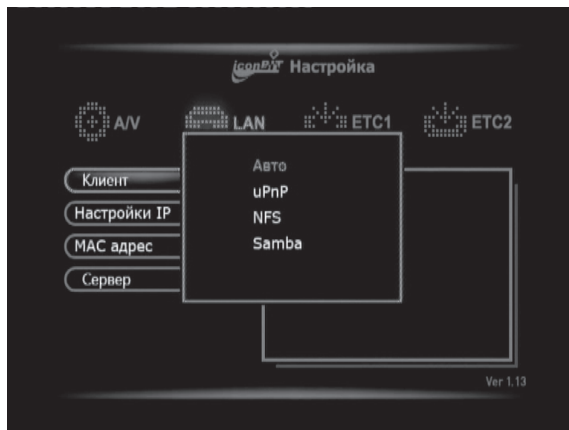 iconBIT Настройка
A/V LAN ETC1 ETC2
Клиент
Настройки IP
MAC адрес
Сервер
Авто
uPnP
NFS
Samba
Ver 1.13